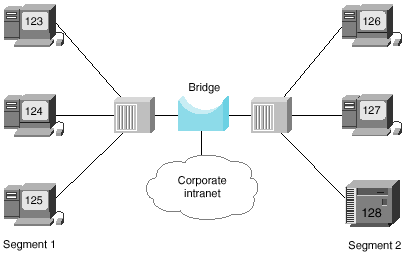 123
126
Bridge
124
127
Corporate
intranet
125
128
Segment 1
Segment 2